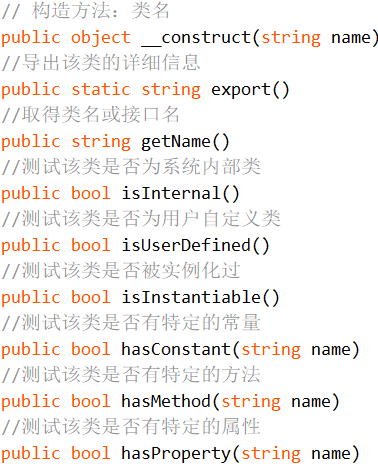 // 构造方法：类名
public object __construct(string name)
//导出该类的详细信息
public static string export()
//取得类名或接口名
public string getName()
//测试该类是否为系统内部类
public bool isInternal()
//测试该类是否为用户自定义类
public bool isUserDefined()
//测试该类是否被实例化过
public bool isInstantiable()
//测试该类是否有特定的常量
public bool hasConstant(string name)
//测试该类是否有特定的方法
public bool hasMethod(string name)
//测试该类是否有特定的属性
public bool hasProperty(string name)